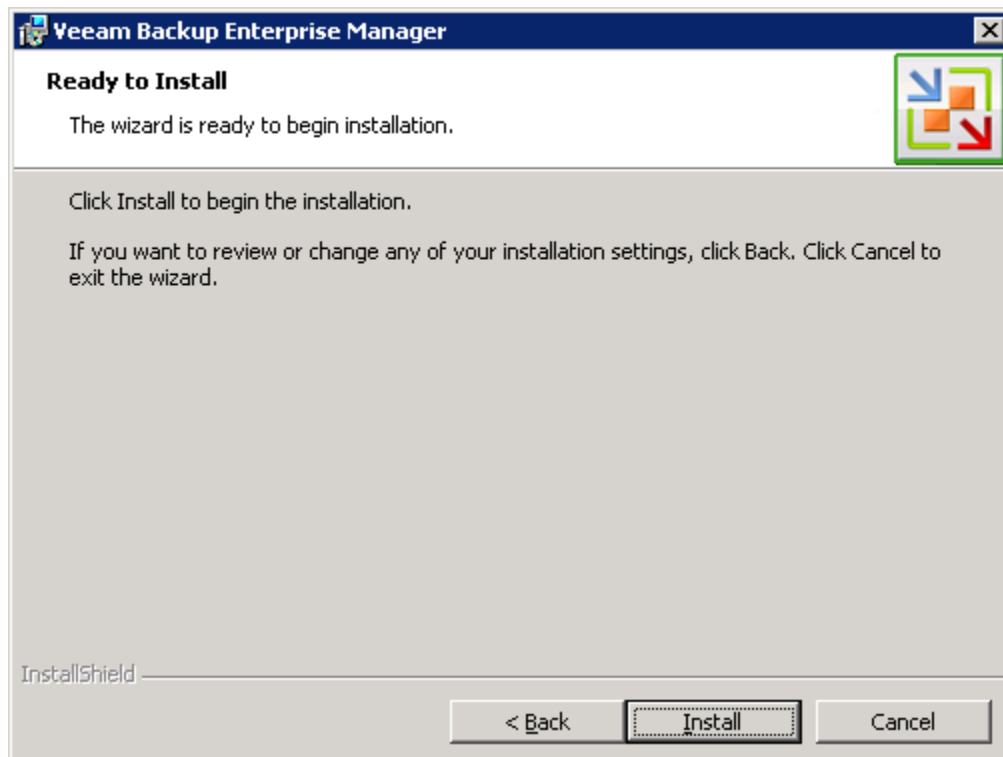 Veeam Backup Enterprise Manager
Ready to Install
The wizard is ready to begin installation.
Click Install to begin the installation.
If you want to review or change any of your installation settings, click Back. Click Cancel to
exit the wizard.
InstallShield
< Back Install Cancel